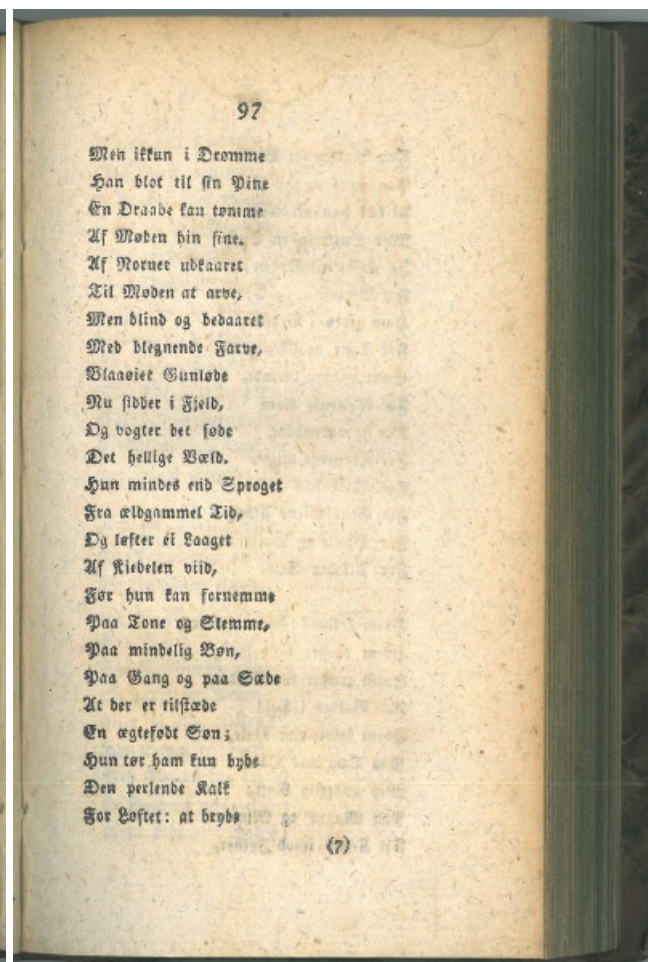 97
Men ikkun i Drømme
Han blot til sin Pine
En Draabe kan tømme
Af Møden hin fine.
Af Norner udkaaret
Til Møden at arve,
Men blind og bedaaret
Med blegnende Farve,
Blaaøiet Gunløde
Nu sidder i Fjeld,
Og vogter det søde
Det hellige Væld.
Hun mindes end Sproget
Fra ældgammel Tid,
Og løfter ei Laaget
Af Kiedelen viid,
Før hun kan fornemme
Paa Tone og Stemme,
Paa mindelig Bøn,
Paa Gang og paa Sæde
At der er tilstæde
En ægtefødt Søn;
Hun tør ham kun byde
Den perlende Kalk
For Løftet: at bryde
(7)